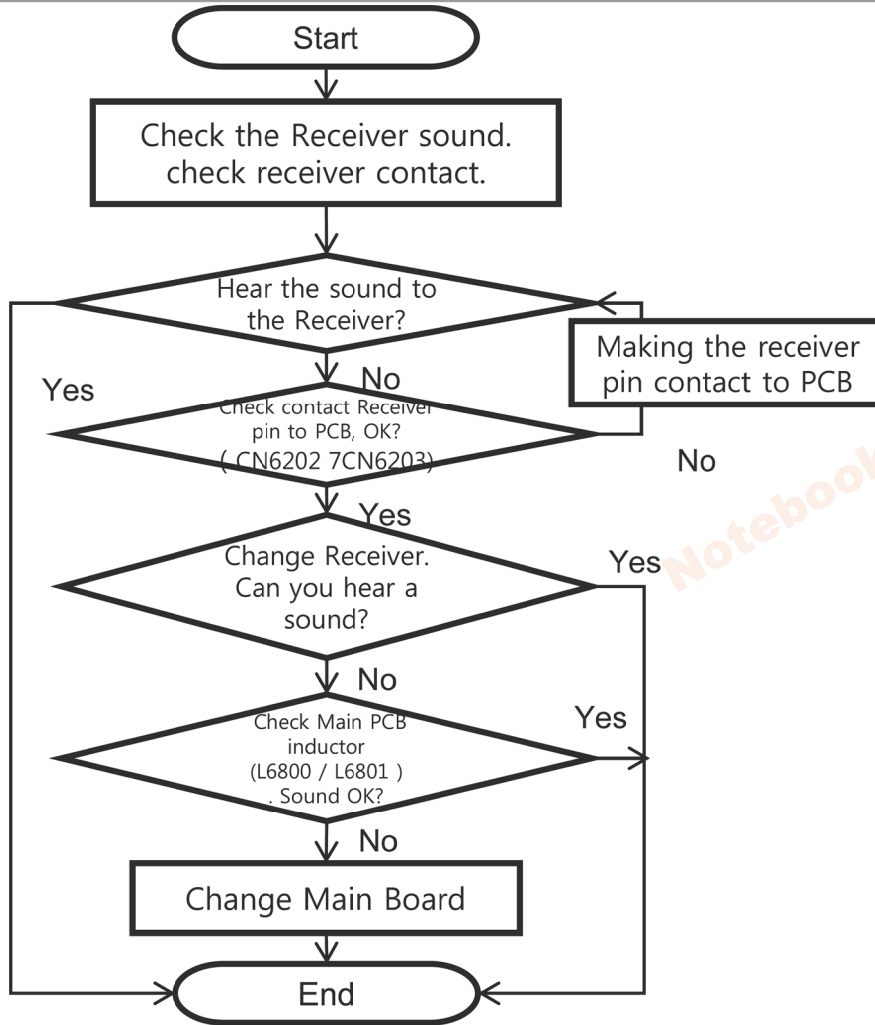 Start
Check the Receiver sound.
check receiver contact.
Hear the sound to
the Receiver?
Making the receiver
pin contact to PCB
Yes
No
Check contact Receiver
pin to PCB, OK?
( CN6202 7CN6203)
No
Yes
Change Receiver.
Can you hear a
sound?
Yes
No
Check Main PCB
inductor
(L6800 / L6801 )
. Sound OK?
Yes
No
Change Main Board
End
Notebook